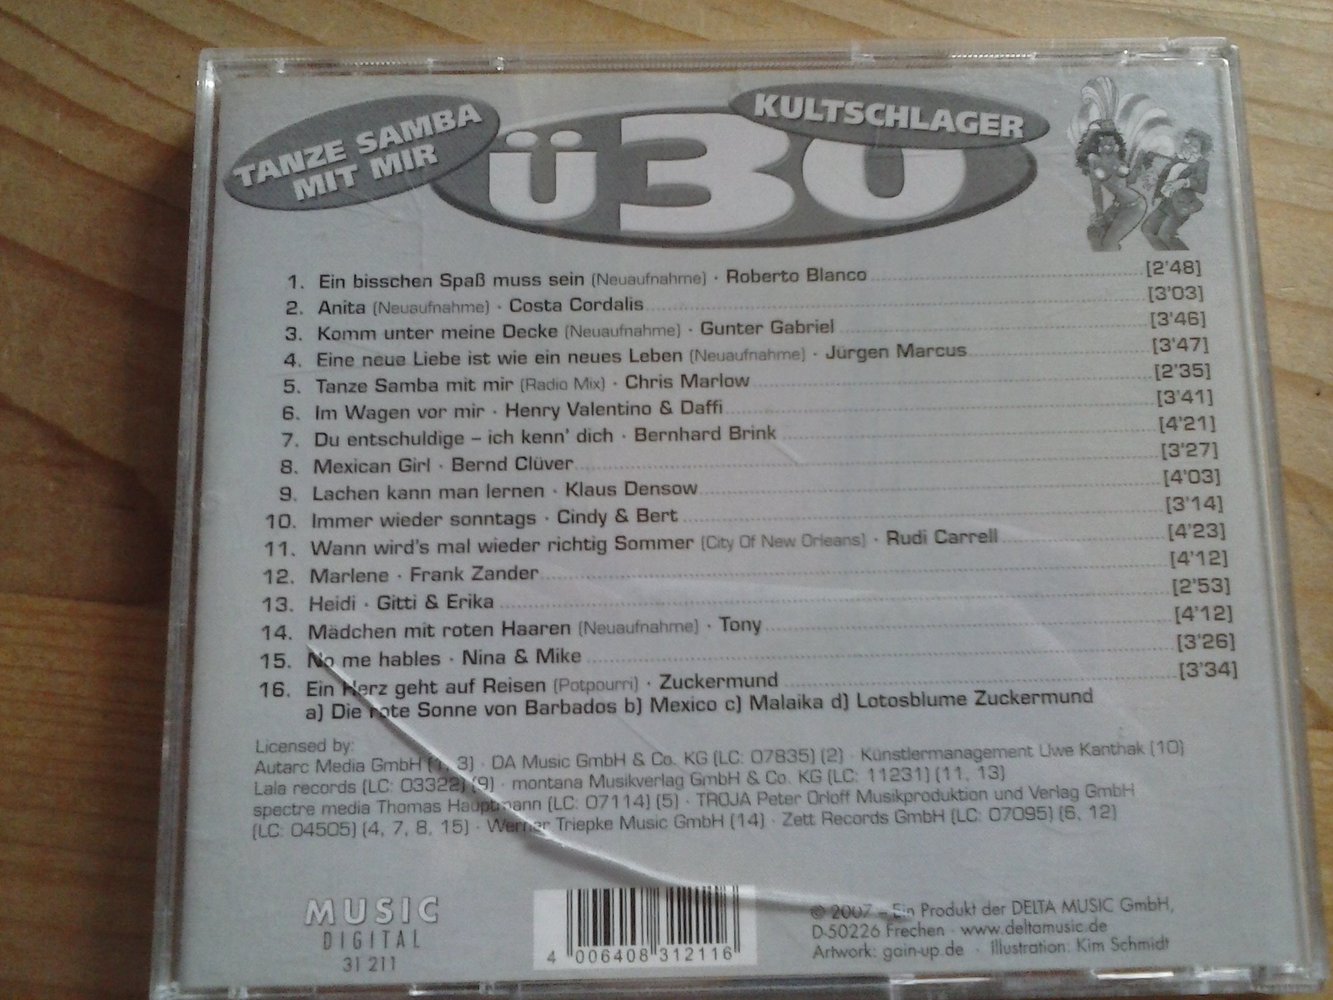 TANZE SAMBA
MIT MIR
ü30
KULTSCHLAGER
1. Ein bisschen Spaß muss sein (Neuaufnahme) · Roberto Blanco [2'48]
2. Anita (Neuaufnahme) · Costa Cordalis [3'03]
3. Komm unter meine Decke (Neuaufnahme) · Gunter Gabriel [3'46]
4. Eine neue Liebe ist wie ein neues Leben (Neuaufnahme) · Jürgen Marcus [3'47]
5. Tanze Samba mit mir (Radio Mix) · Chris Marlow [2'35]
6. Im Wagen vor mir · Henry Valentino & Daffi [3'41]
7. Du entschuldige – ich kenn' dich · Bernhard Brink [4'21]
8. Mexican Girl · Bernd Clüver [3'27]
9. Lachen kann man lernen · Klaus Densow [4'03]
10. Immer wieder sonntags · Cindy & Bert [3'14]
11. Wann wird's mal wieder richtig Sommer (City Of New Orleans) · Rudi Carrell [4'23]
12. Marlene · Frank Zander [4'12]
13. Heidi · Gitti & Erika [2'53]
14. Mädchen mit roten Haaren (Neuaufnahme) · Tony [4'12]
15. No me hables · Nina & Mike [3'26]
16. Ein Herz geht auf Reisen (Potpourri) · Zuckermund [3'34]
a) Die rote Sonne von Barbados b) Mexico c) Malaika d) Lotosblume Zuckermund
Licensed by:
Autarc Media GmbH (1, 3) · DA Music GmbH & Co. KG (LC: 07835) (2) · Künstlermanagement Uwe Kanthak (10)
Lala records (LC: 03322) (9) · montana Musikverlag GmbH & Co. KG (LC: 11231) (11, 13)
spectre media Thomas Hauptmann (LC: 07114) (5) · TROJA Peter Orloff Musikproduktion und Verlag GmbH
(LC: 04505) (4, 7, 8, 15) · Werner Triepke Music GmbH (14) · Zett Records GmbH (LC: 07095) (6, 12)
MUSIC
DIGITAL
31 211
4 006408 312116
© 2007 – Ein Produkt der DELTA MUSIC GmbH,
D-50226 Frechen · www.deltamusic.de
Artwork: gain-up.de · Illustration: Kim Schmidt